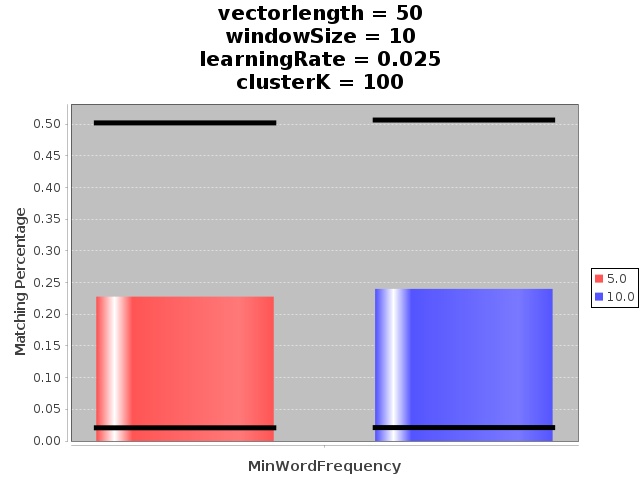 vectorlength = 50
windowSize = 10
learningRate = 0.025
clusterK = 100
0.50
0.45
0.40
0.35
0.30
0.25
0.20
0.15
0.10
0.05
0.00
Matching Percentage
MinWordFrequency
5.0
10.0